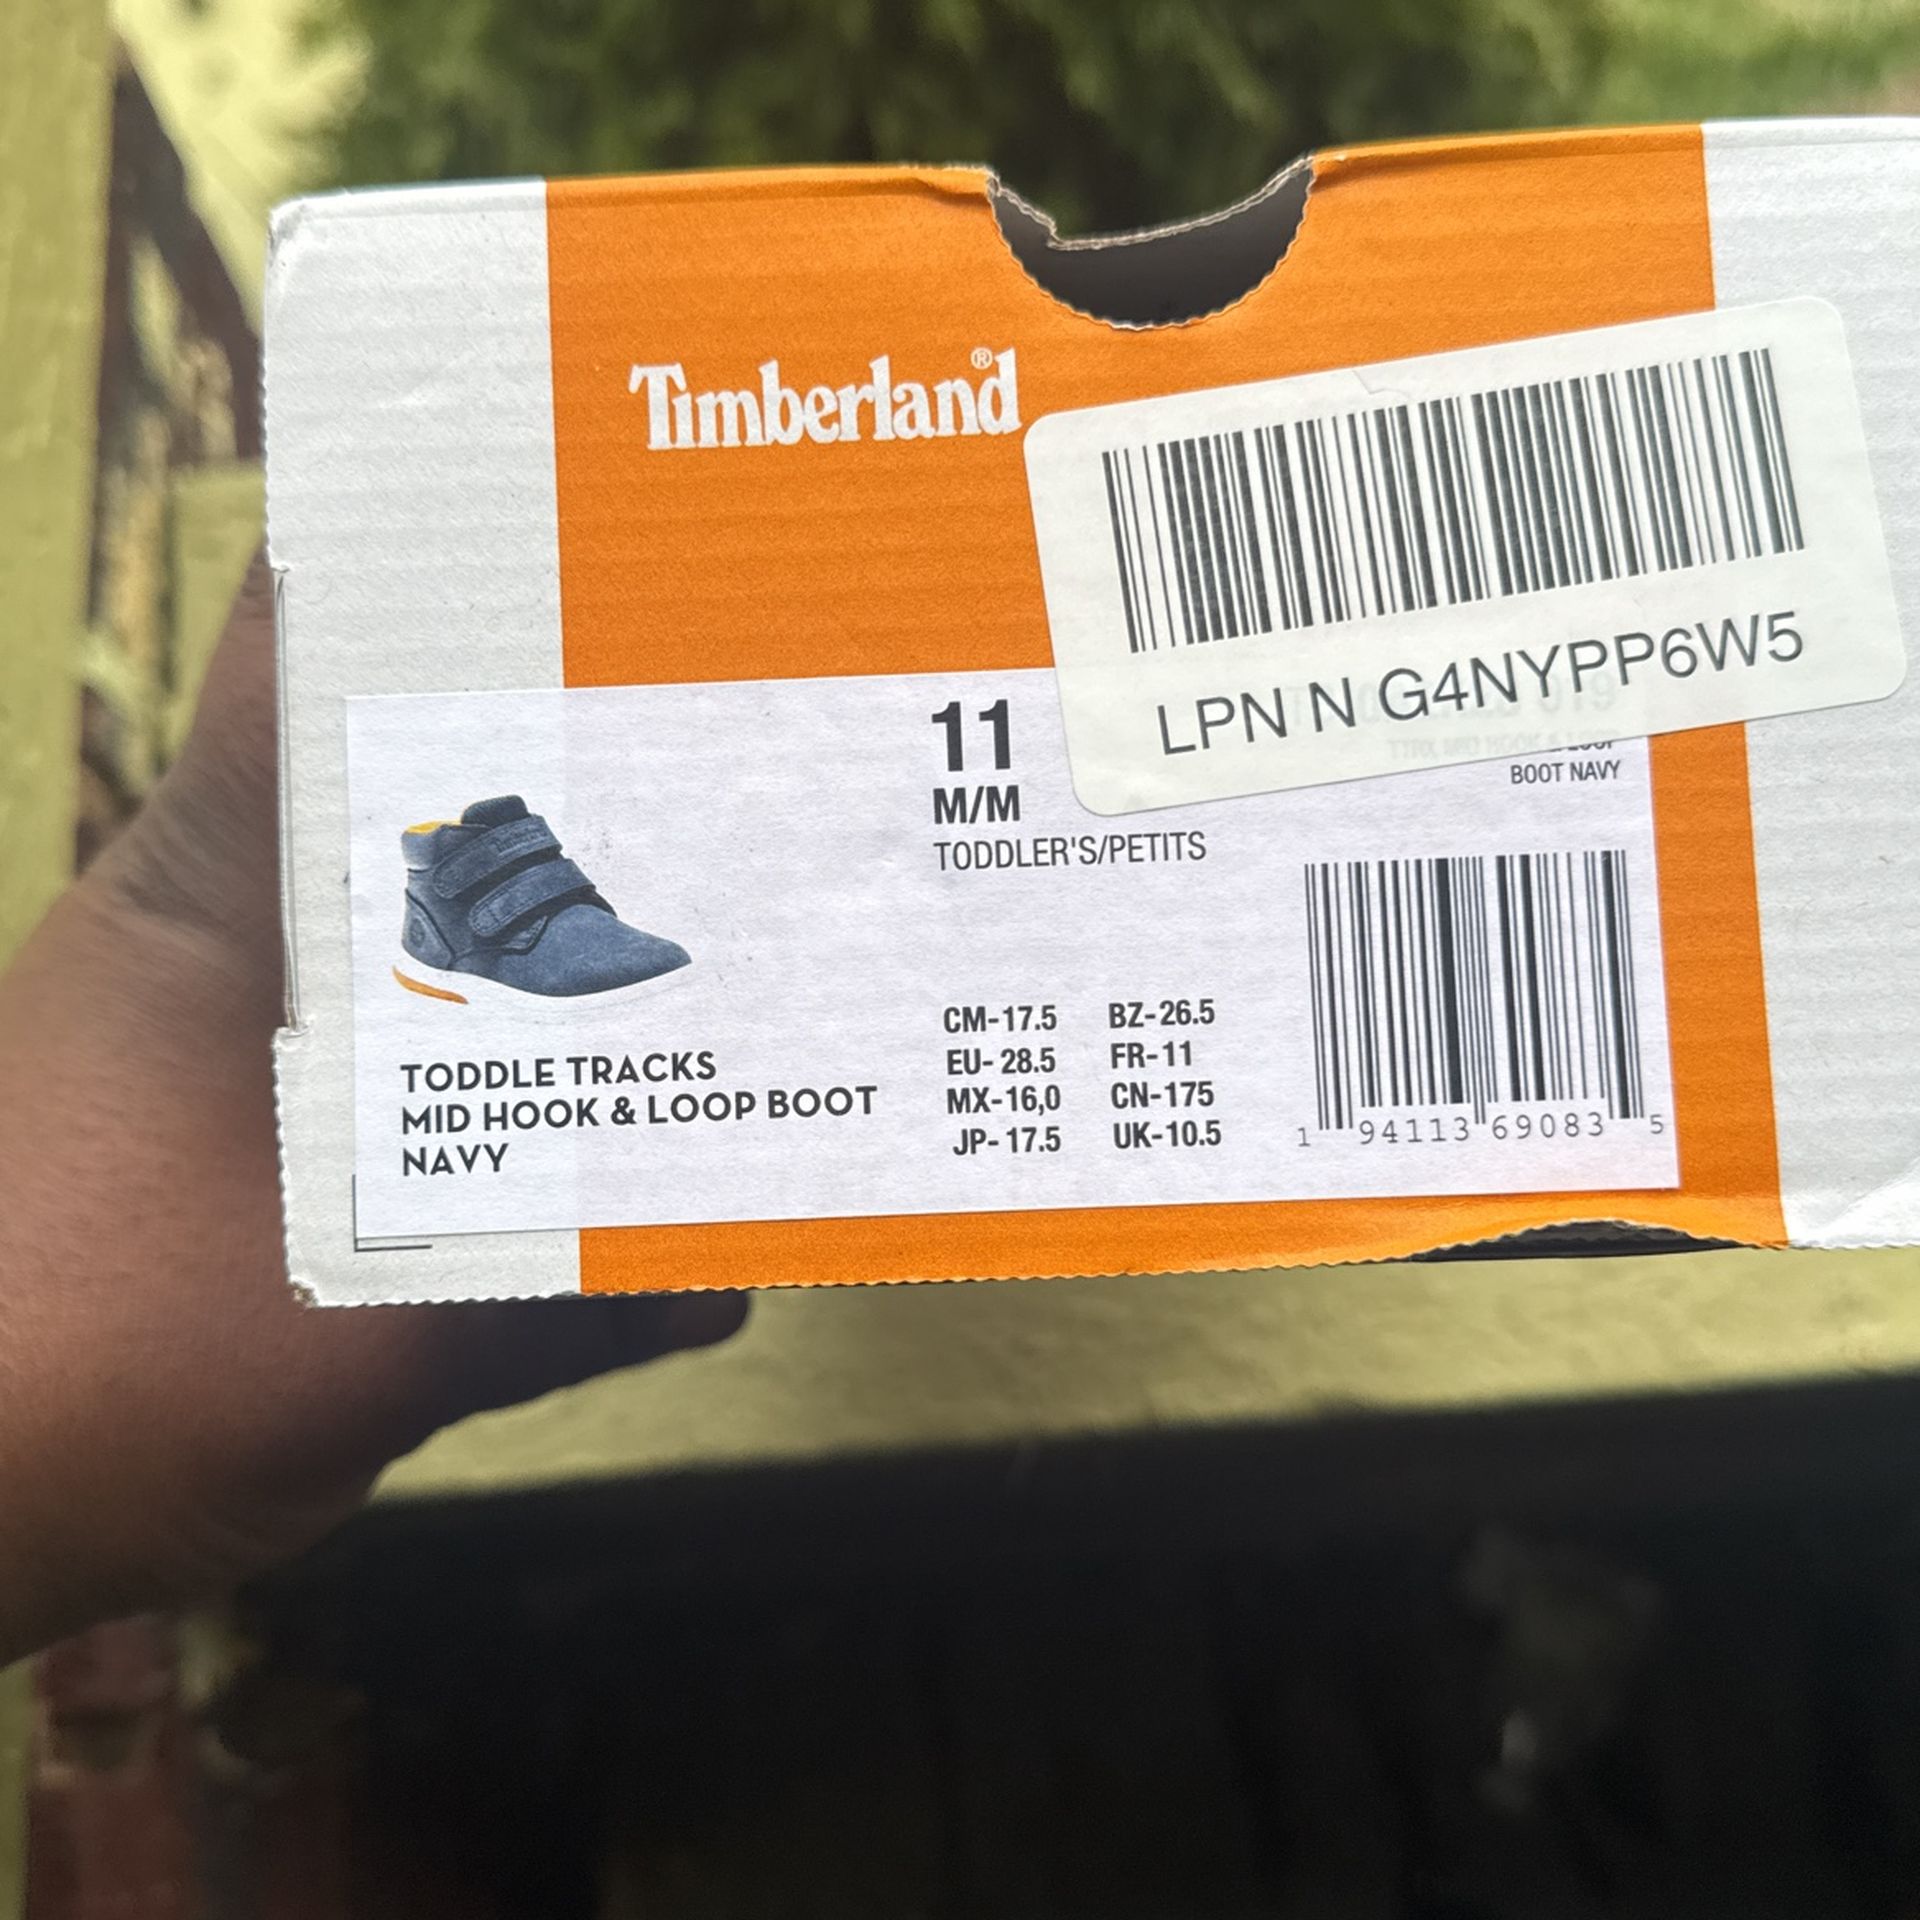 Timberland®
LPN N G4NYPP6W5
11
M/M
TODDLER'S/PETITS
BOOT NAVY
TODDLE TRACKS
MID HOOK & LOOP BOOT
NAVY
CM-17.5 BZ-26.5
EU-28.5 FR-11
MX-16,0 CN-175
JP-17.5 UK-10.5
1 94113 69083 5